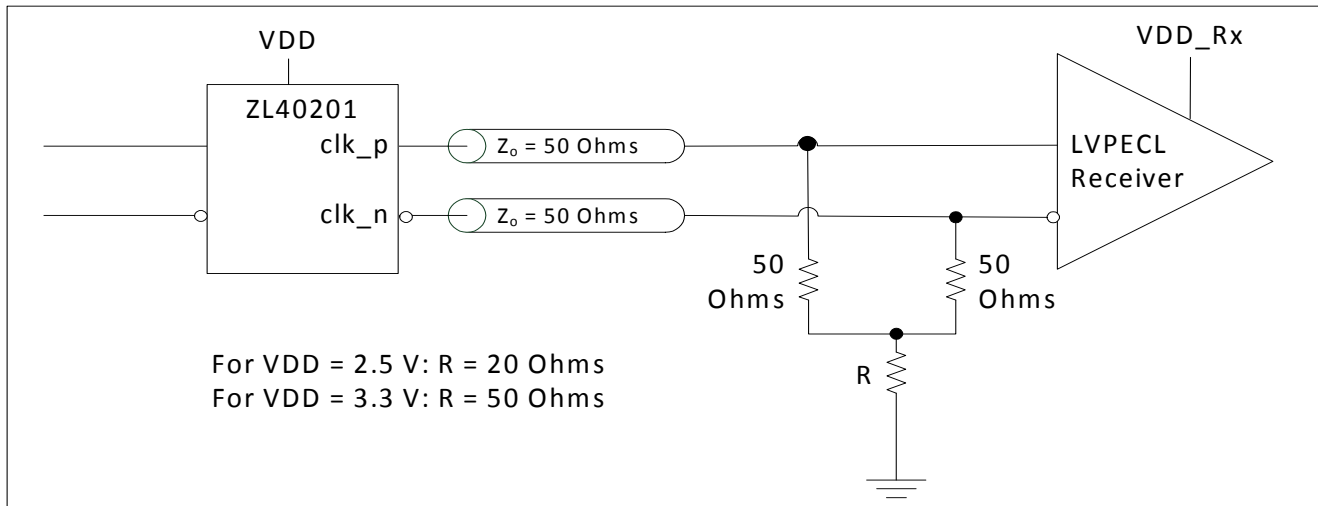 VDD
VDD_Rx
ZL40201
clk_p
Zo = 50 Ohms
LVPECL
Receiver
clk_n
Zo = 50 Ohms
50
Ohms
50
Ohms
For VDD = 2.5 V: R = 20 Ohms
For VDD = 3.3 V: R = 50 Ohms
R